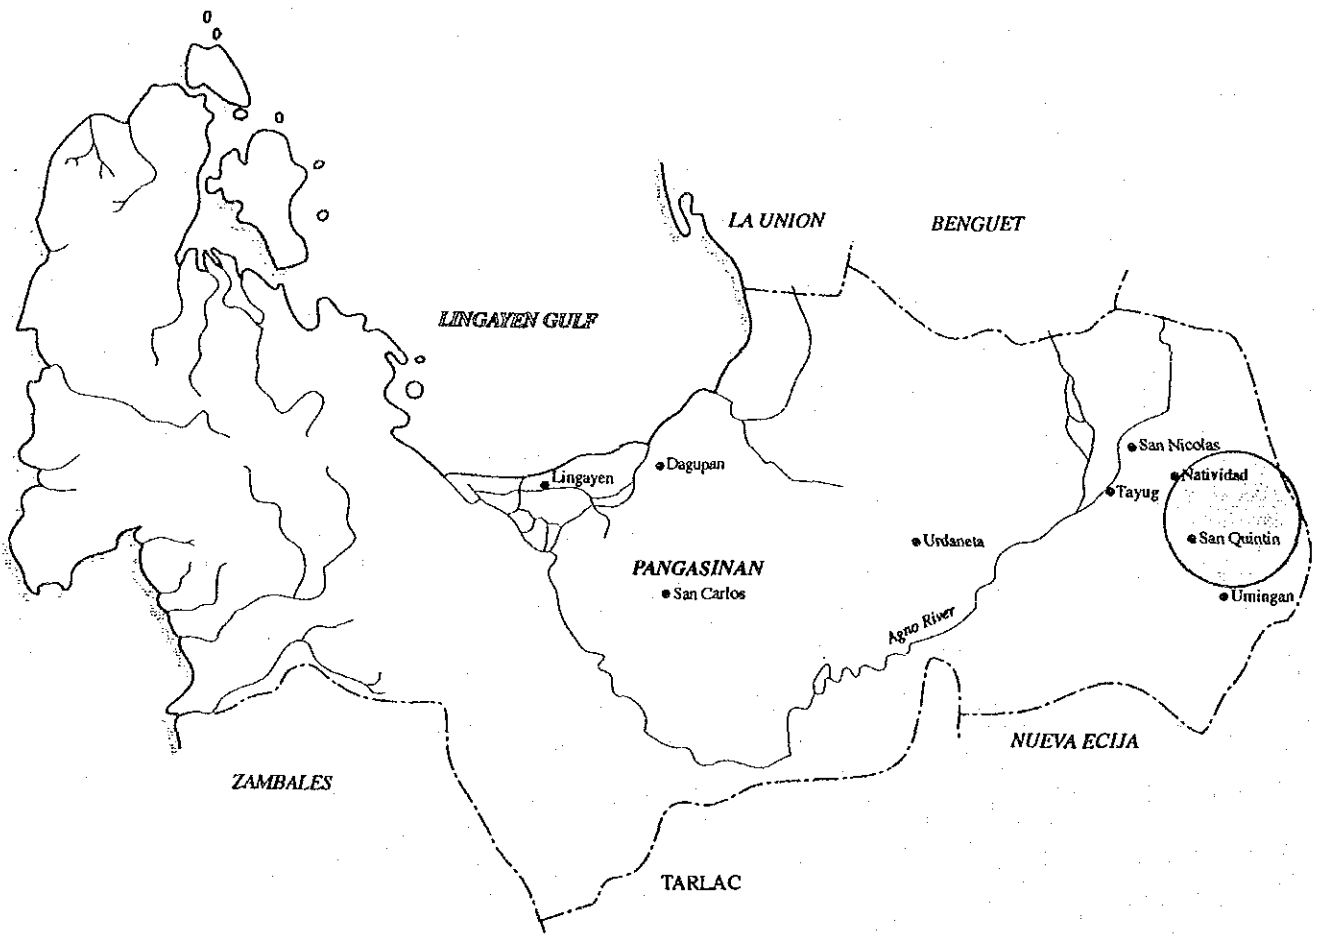 LA UNION
BENGUET
LINGAYEN GULF
San Nicolas
Dagupan
Natividad
Lingayen
Tayug
Urdaneta
San Quintin
PANGASINAN
San Carlos
Umingan
Agno River
NUEVA ECIJA
ZAMBALES
TARLAC